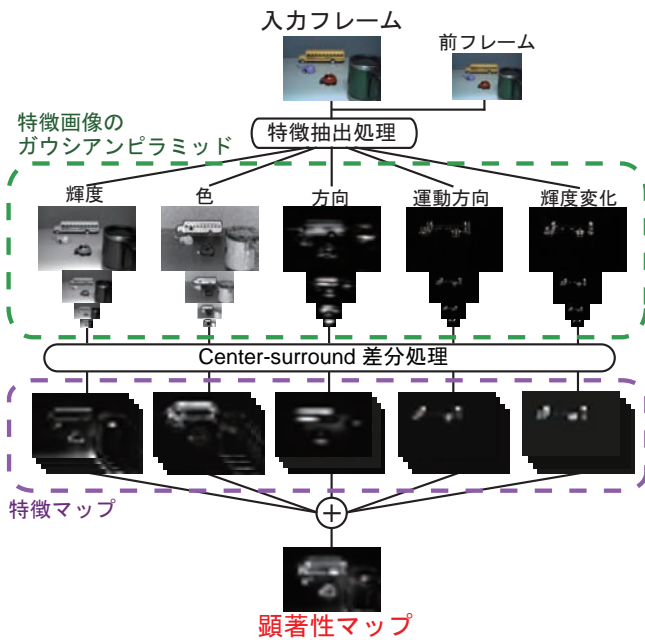 入力フレーム
前フレーム
特徴抽出処理
特徴画像の
ガウシアンピラミッド
輝度
色
方向
運動方向
輝度変化
Center-surround 差分処理
特徴マップ
+
顕著性マップ